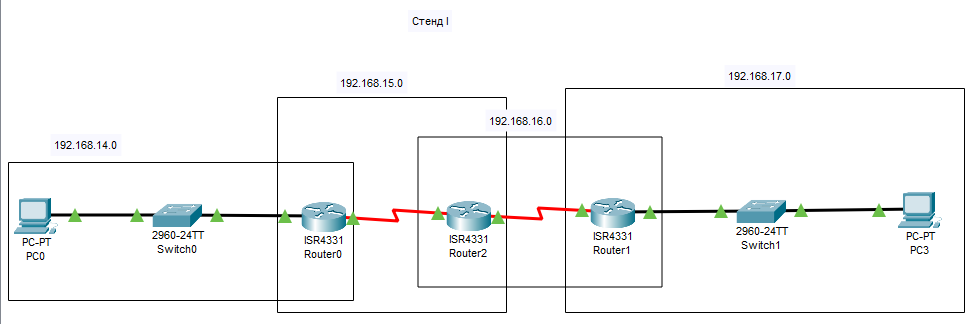 Стенд I
192.168.17.0
192.168.15.0
192.168.16.0
192.168.14.0
PC-PT
PC0
2960-24TT
Switch0
ISR4331
Router0
ISR4331
Router2
ISR4331
Router1
2960-24TT
Switch1
PC-PT
PC3